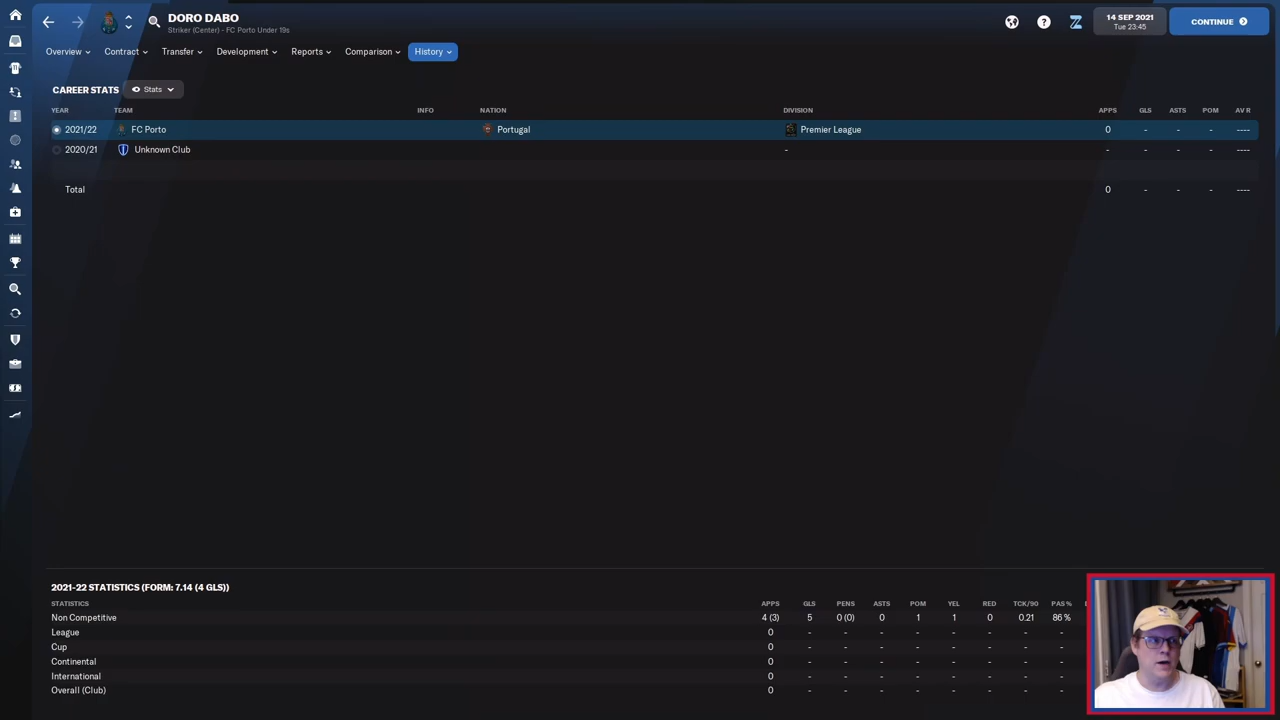 DORO DABO
Striker (Center) - FC Porto Under 19s
14 SEP 2021
Tue 23:45
CONTINUE
Overview Contract Transfer Development Reports Comparison History
CAREER STATS Stats
YEAR TEAM INFO NATION DIVISION APPS GLS ASTS POM AV R
2021/22 FC Porto Portugal Premier League 0 - - - ----
2020/21 Unknown Club - - - - - ----
Total 0 - - - ----
2021-22 STATISTICS (FORM: 7.14 (4 GLS))
STATISTICS APPS GLS PENS ASTS POM YEL RED TCK/90 PAS %
Non Competitive 4 (3) 5 0 (0) 0 1 1 0 0.21 86 %
League 0 - - - - - - - -
Cup 0 - - - - - - - -
Continental 0 - - - - - - - -
International 0 - - - - - - - -
Overall (Club) 0 - - - - - - - -